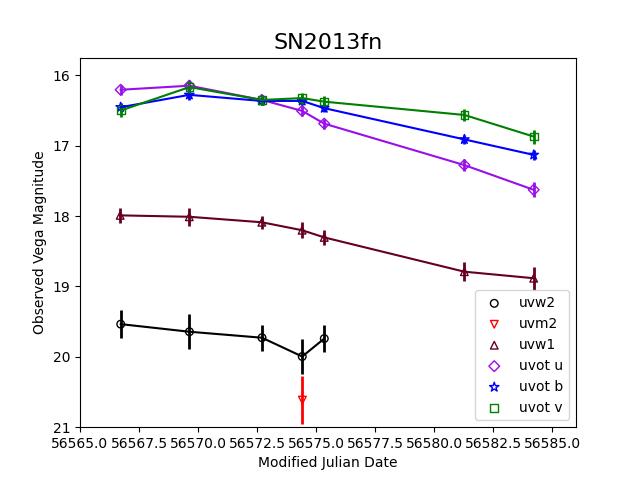 SN2013fn
16
17
18
19
20
21
Observed Vega Magnitude
uvw2
uvm2
uvw1
uvot u
uvot b
uvot v
56565.0 56567.5 56570.0 56572.5 56575.0 56577.5 56580.0 56582.5 56585.0
Modified Julian Date